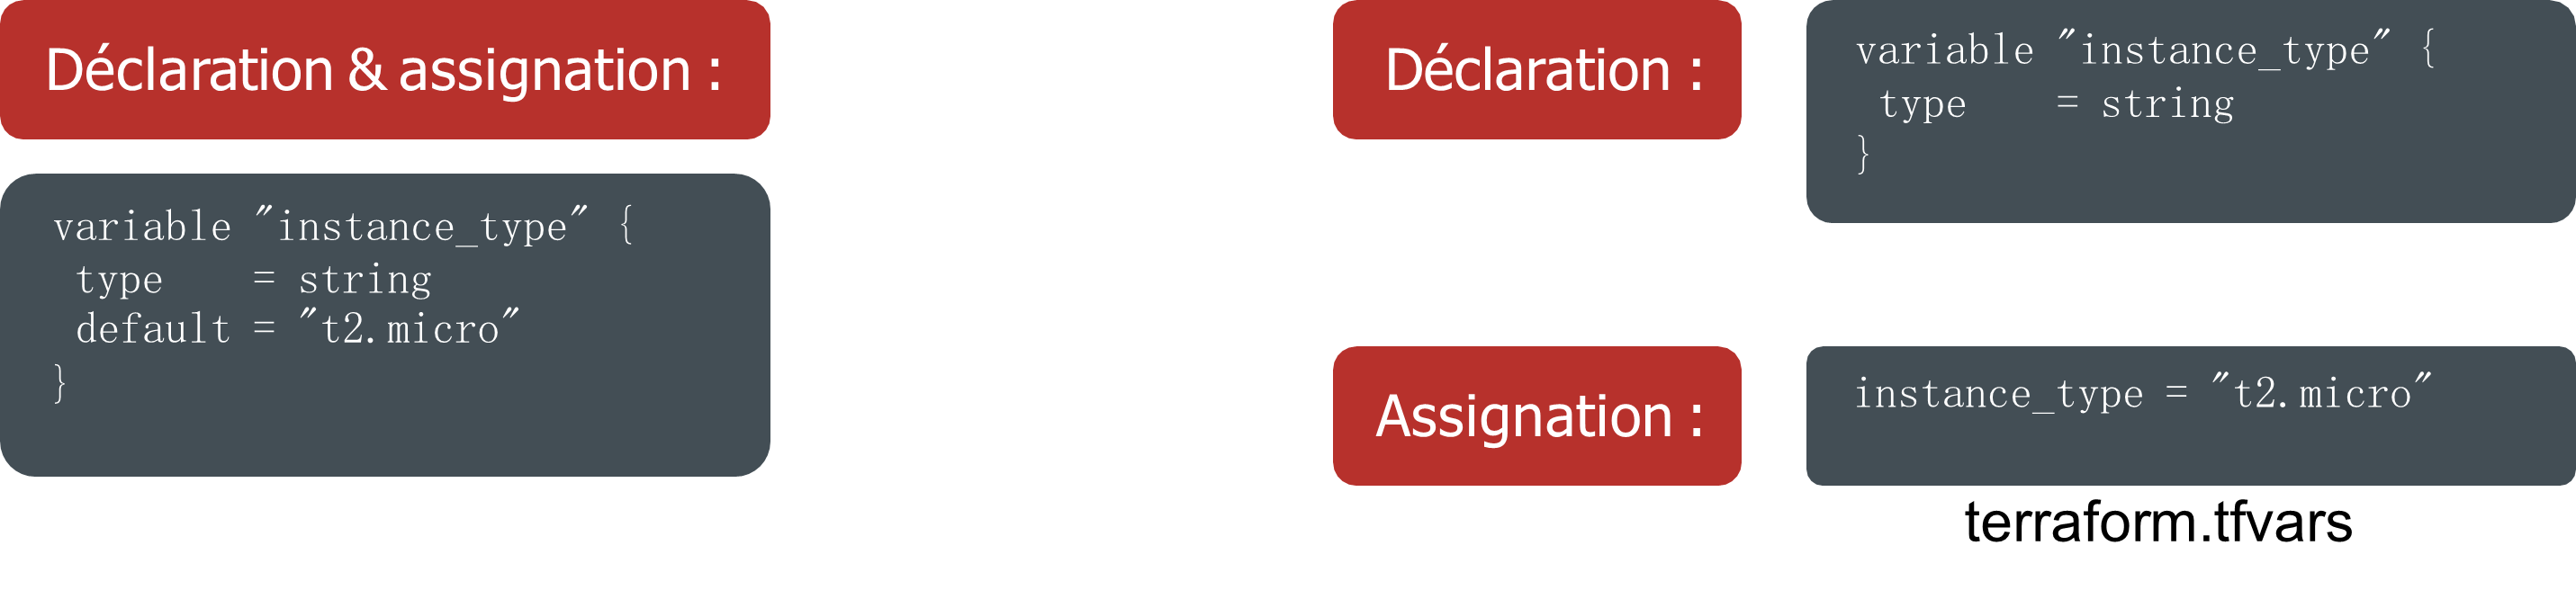 Déclaration & assignation :
variable "instance_type" {
 type    = string
 default = "t2.micro"
}
Déclaration :
variable "instance_type" {
 type    = string
}
Assignation :
instance_type = "t2.micro"
terraform.tfvars